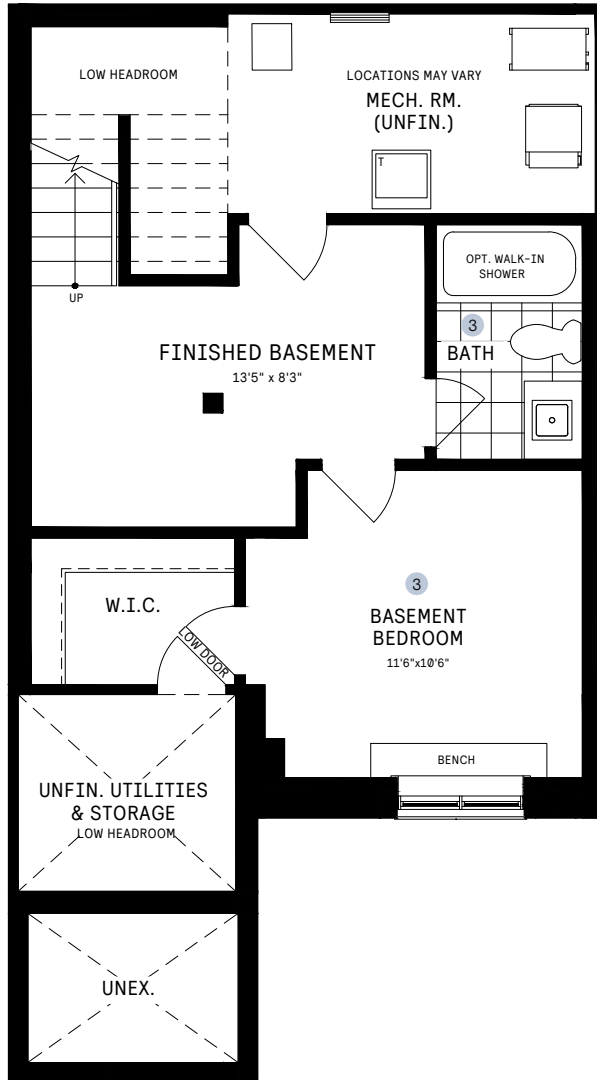 LOW HEADROOM
LOCATIONS MAY VARY
MECH. RM.
(UNFIN.)
T
OPT. WALK-IN
SHOWER
UP
3
BATH
FINISHED BASEMENT
13'5" x 8'3"
W.I.C.
LOW DOOR
3
BASEMENT
BEDROOM
11'6"x10'6"
BENCH
UNFIN. UTILITIES
& STORAGE
LOW HEADROOM
UNEX.